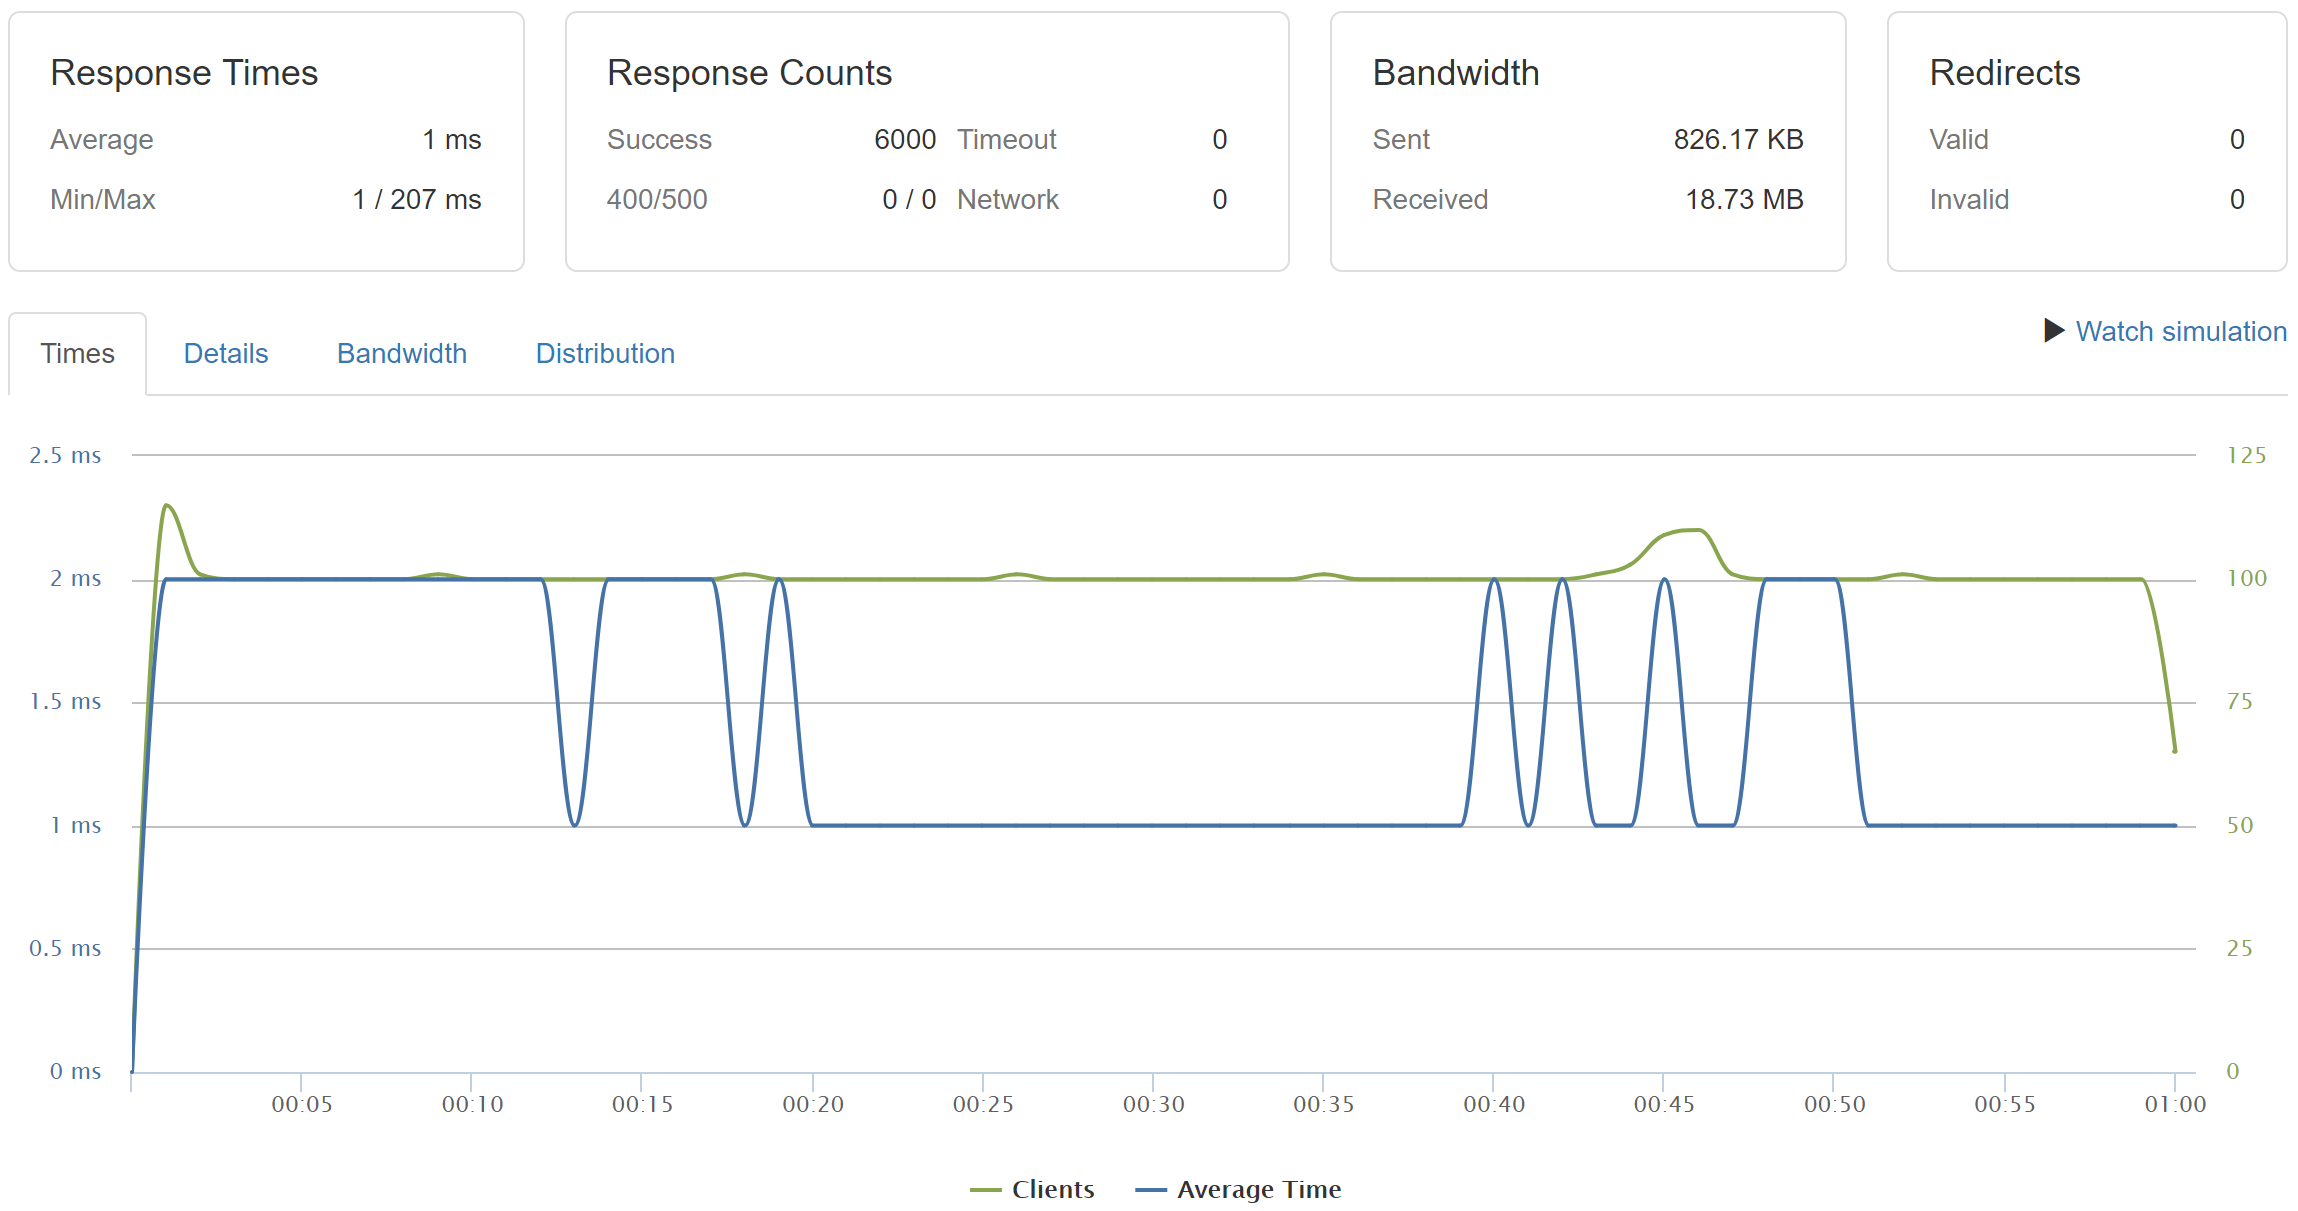 Response Times
Average 1 ms
Min/Max 1 / 207 ms
Response Counts
Success 6000 Timeout 0
400/500 0 / 0 Network 0
Bandwidth
Sent 826.17 KB
Received 18.73 MB
Redirects
Valid 0
Invalid 0
Times Details Bandwidth Distribution
Watch simulation
2.5 ms 125
2 ms 100
1.5 ms 75
1 ms 50
0.5 ms 25
0 ms 0
00:05 00:10 00:15 00:20 00:25 00:30 00:35 00:40 00:45 00:50 00:55 01:00
Clients Average Time